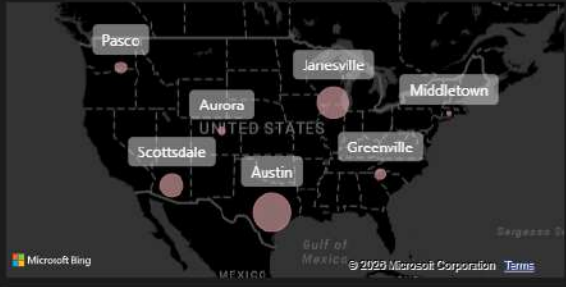 Pasco
Janesville
Middletown
Aurora
UNITED STATES
Greenville
Scottsdale
Austin
Sargasso S
Gulf of
Mexico
Microsoft Bing
© 2026 Microsoft Corporation Terms
MEXICO